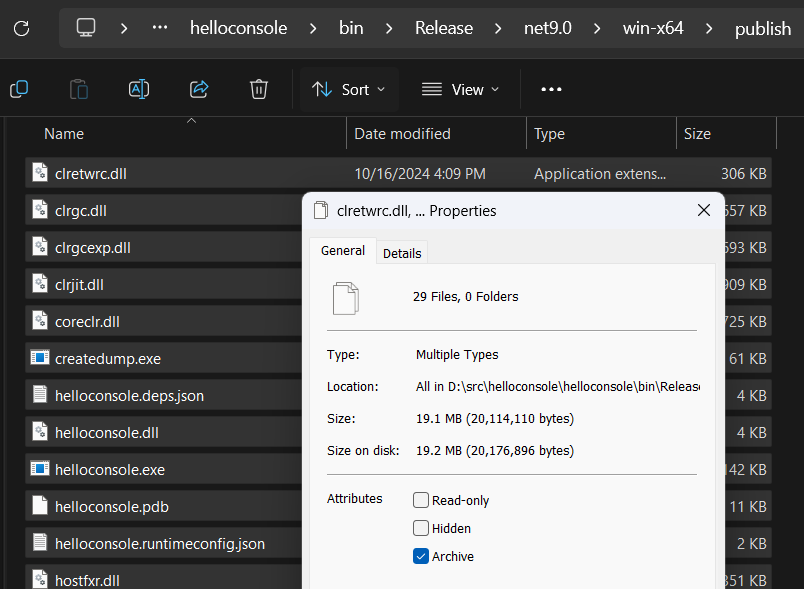 ··· helloconsole > bin > Release > net9.0 > win-x64 > publish
Sort View ···
Name Date modified Type Size
clretwrc.dll 10/16/2024 4:09 PM Application extens... 306 KB
clrgc.dll 557 KB
clrgcexp.dll 593 KB
clrjit.dll 909 KB
coreclr.dll 725 KB
createdump.exe 61 KB
helloconsole.deps.json 4 KB
helloconsole.dll 4 KB
helloconsole.exe 142 KB
helloconsole.pdb 11 KB
helloconsole.runtimeconfig.json 2 KB
hostfxr.dll 351 KB
clretwrc.dll, ... Properties
General Details
29 Files, 0 Folders
Type: Multiple Types
Location: All in D:\src\helloconsole\helloconsole\bin\Release
Size: 19.1 MB (20,114,110 bytes)
Size on disk: 19.2 MB (20,176,896 bytes)
Attributes Read-only
Hidden
Archive